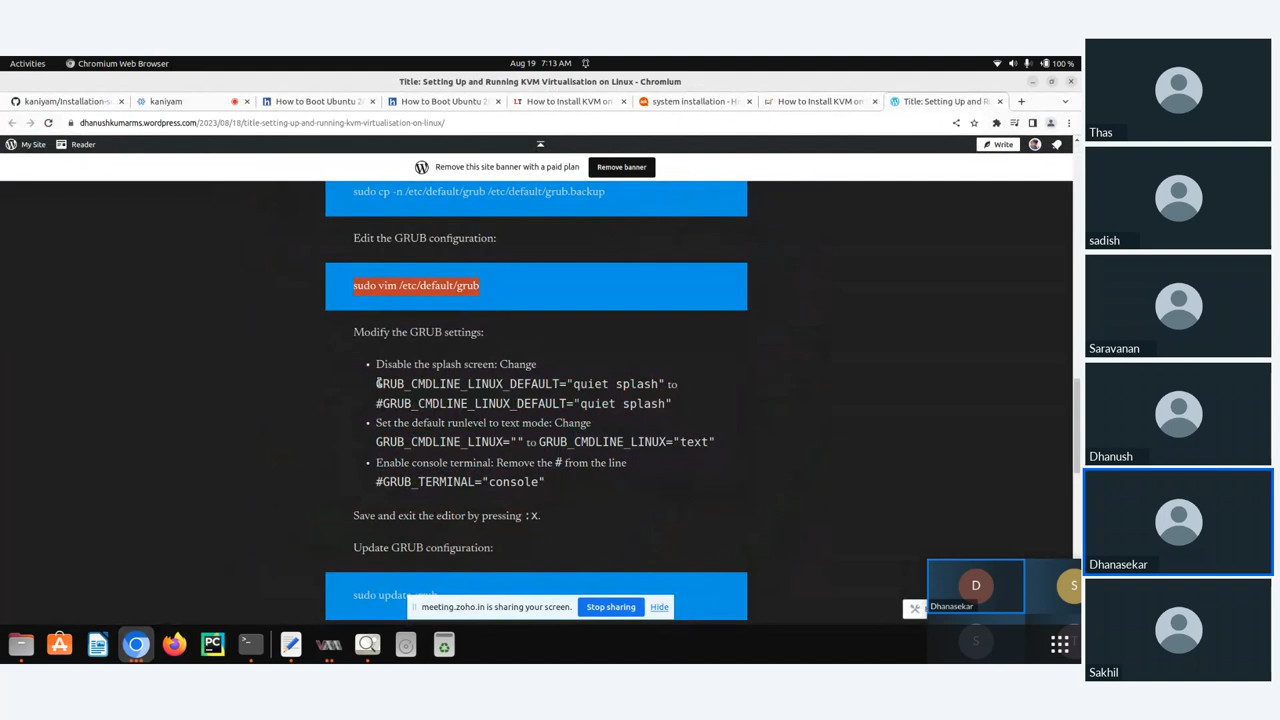 Activities
Chromium Web Browser
Aug 19 7:13 AM
100 %
Title: Setting Up and Running KVM Virtualisation on Linux - Chromium
kaniyam/Installation-s
kaniyam
How to Boot Ubuntu 2
How to Boot Ubuntu 2
How to Install KVM on
system installation - H
How to Install KVM on
Title: Setting Up and R
dhanushkumarms.wordpress.com/2023/08/18/title-setting-up-and-running-kvm-virtualisation-on-linux/
My Site
Reader
Write
Remove this site banner with a paid plan
Remove banner
sudo cp -n /etc/default/grub /etc/default/grub.backup
Edit the GRUB configuration:
sudo vim /etc/default/grub
Modify the GRUB settings:
• Disable the splash screen: Change
GRUB_CMDLINE_LINUX_DEFAULT="quiet splash" to
#GRUB_CMDLINE_LINUX_DEFAULT="quiet splash"
• Set the default runlevel to text mode: Change
GRUB_CMDLINE_LINUX="" to GRUB_CMDLINE_LINUX="text"
• Enable console terminal: Remove the # from the line
#GRUB_TERMINAL="console"
Save and exit the editor by pressing :x.
Update GRUB configuration:
sudo update-grub
meeting.zoho.in is sharing your screen.
Stop sharing
Hide
D
Dhanasekar
S
S
T
Thas
sadish
Saravanan
Dhanush
Dhanasekar
Sakhil